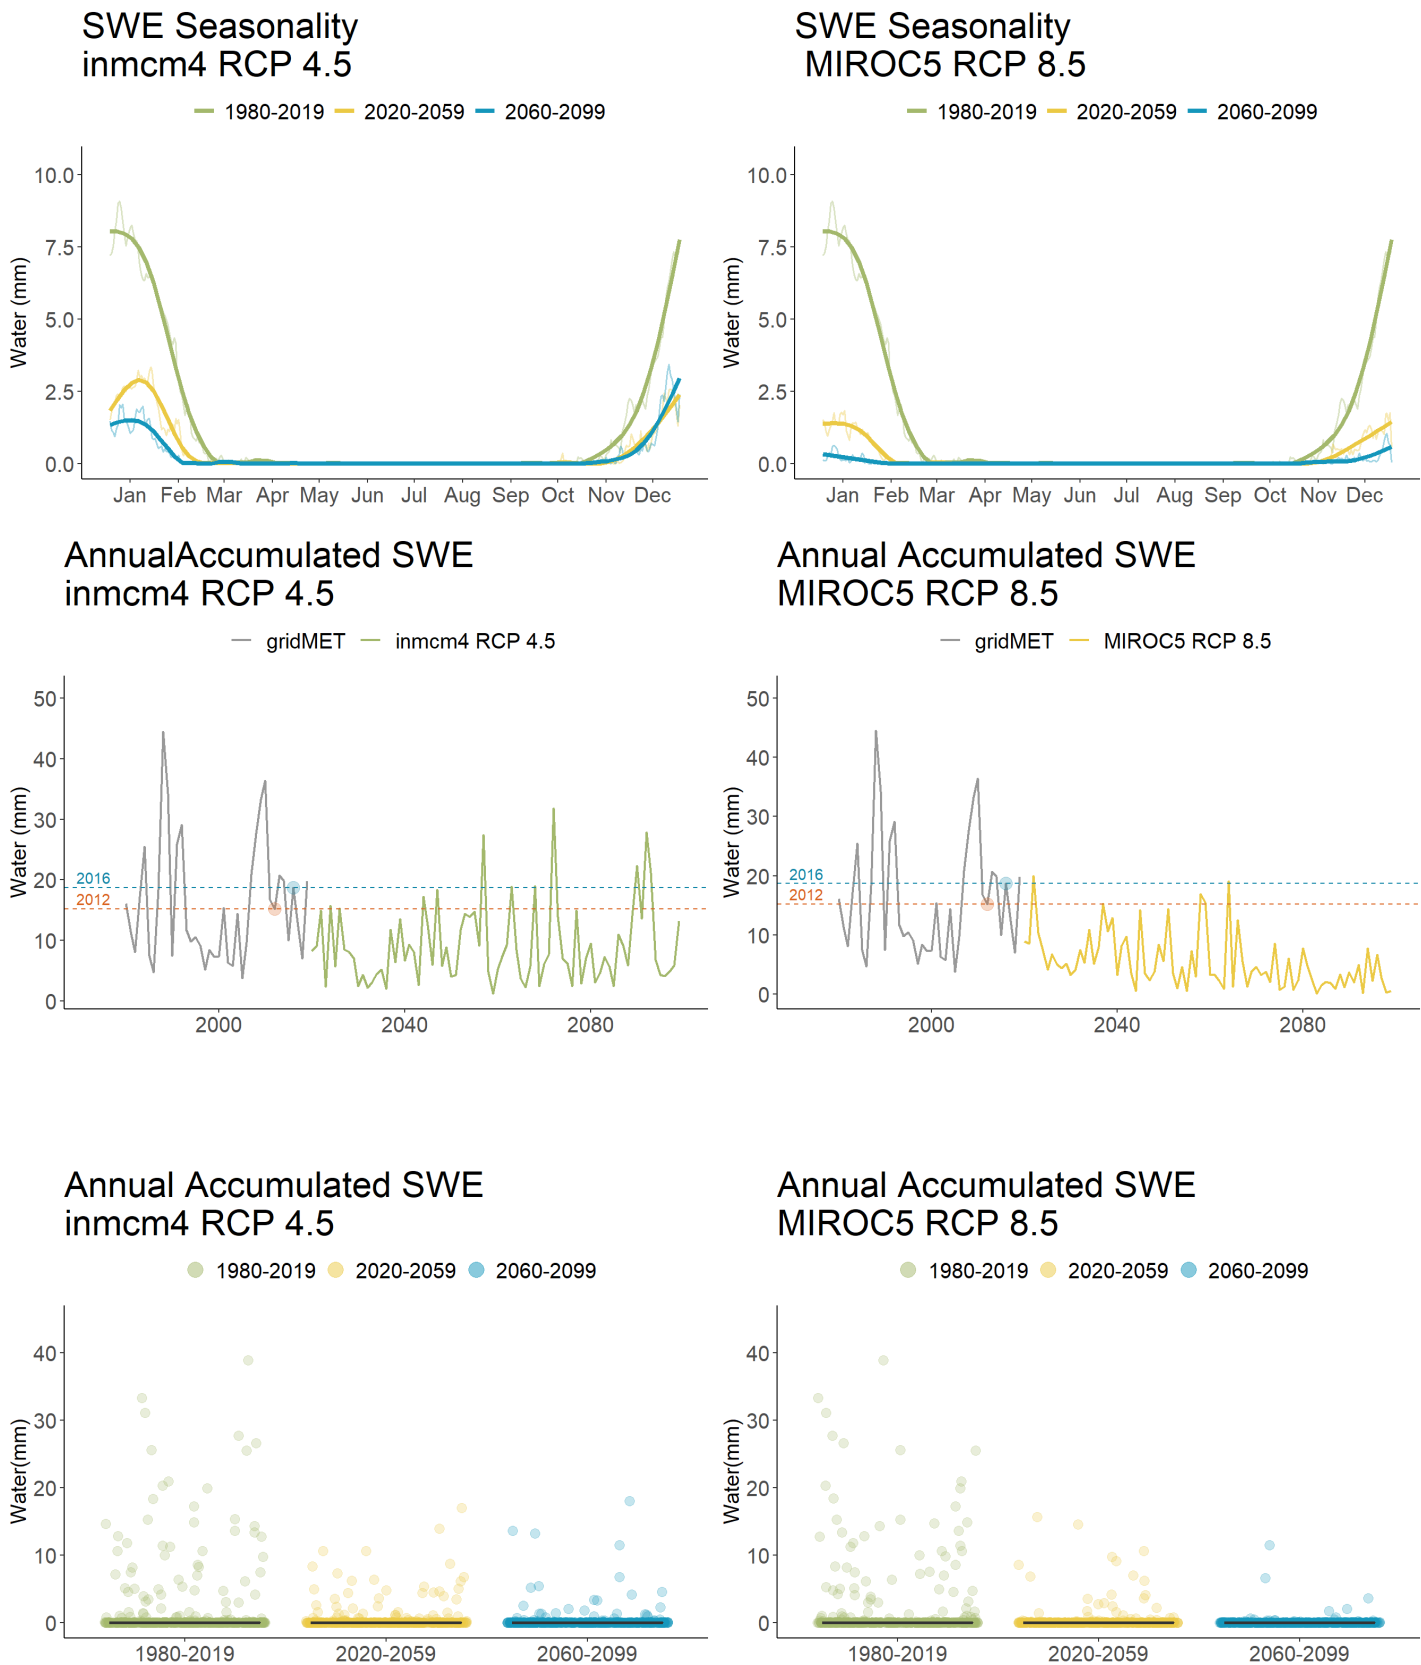 SWE Seasonality
inmcm4 RCP 4.5
1980-2019 2020-2059 2060-2099
Water (mm)
10.0
7.5
5.0
2.5
0.0
Jan Feb Mar Apr May Jun Jul Aug Sep Oct Nov Dec
SWE Seasonality
MIROC5 RCP 8.5
1980-2019 2020-2059 2060-2099
Water (mm)
10.0
7.5
5.0
2.5
0.0
Jan Feb Mar Apr May Jun Jul Aug Sep Oct Nov Dec
AnnualAccumulated SWE
inmcm4 RCP 4.5
gridMET inmcm4 RCP 4.5
Water (mm)
50
40
30
20
10
0
2016
2012
2000 2040 2080
Annual Accumulated SWE
MIROC5 RCP 8.5
gridMET MIROC5 RCP 8.5
Water (mm)
50
40
30
20
10
0
2016
2012
2000 2040 2080
Annual Accumulated SWE
inmcm4 RCP 4.5
1980-2019 2020-2059 2060-2099
Water(mm)
40
30
20
10
0
1980-2019 2020-2059 2060-2099
Annual Accumulated SWE
MIROC5 RCP 8.5
1980-2019 2020-2059 2060-2099
Water(mm)
40
30
20
10
0
1980-2019 2020-2059 2060-2099